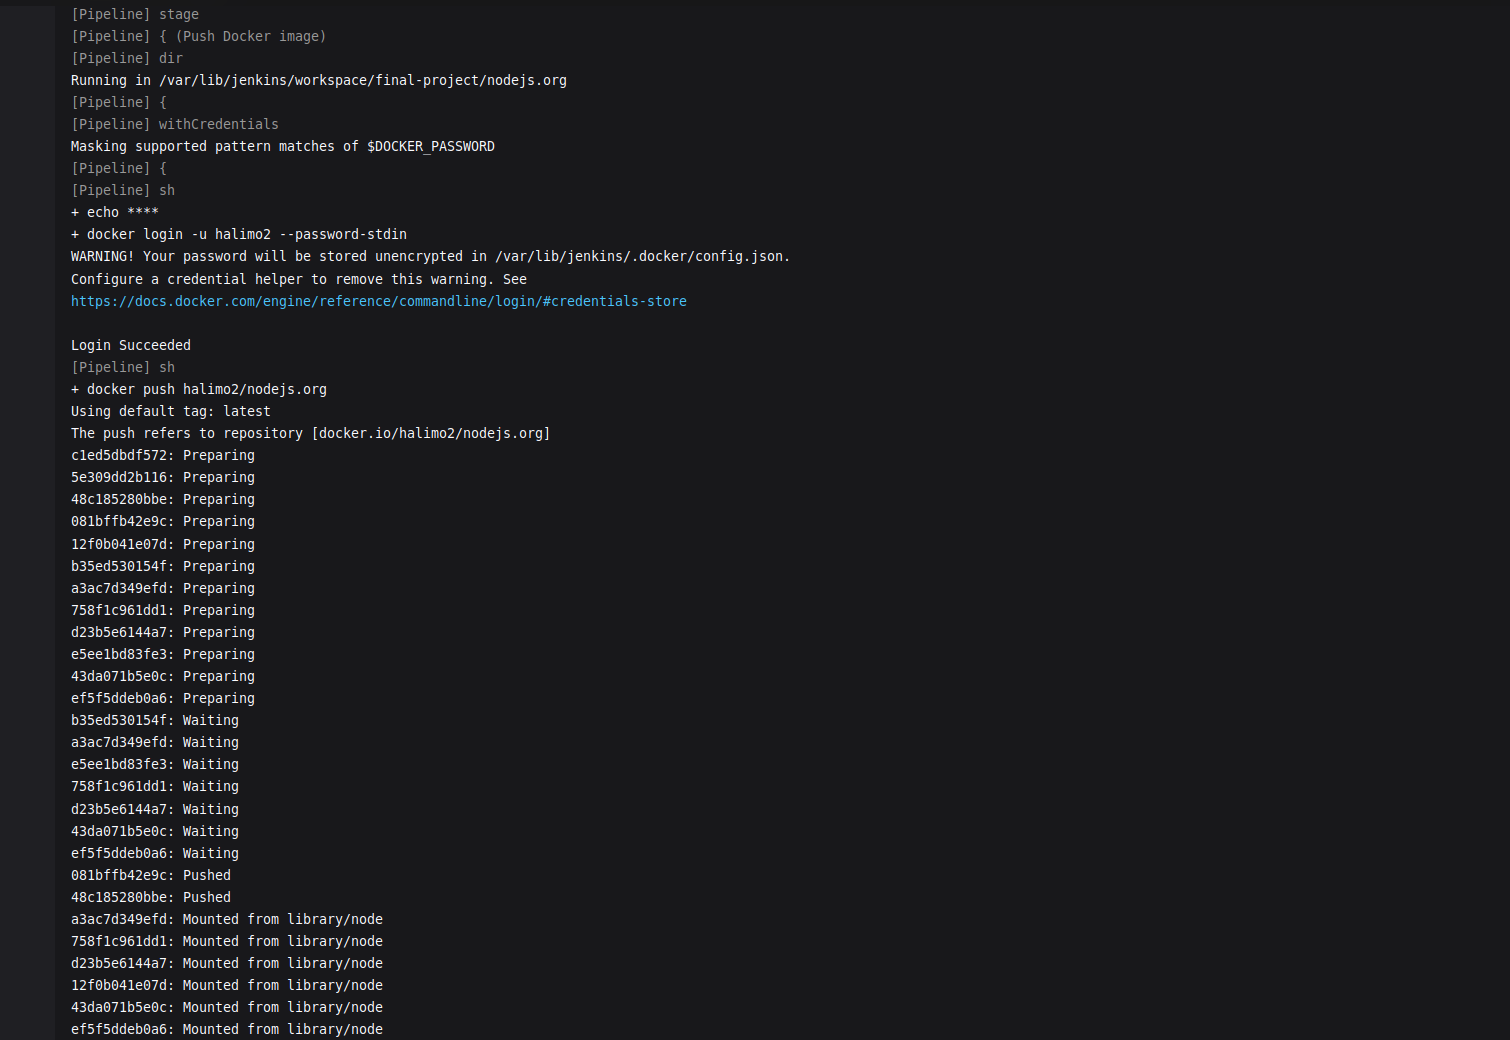 [Pipeline] stage
[Pipeline] { (Push Docker image)
[Pipeline] dir
Running in /var/lib/jenkins/workspace/final-project/nodejs.org
[Pipeline] {
[Pipeline] withCredentials
Masking supported pattern matches of $DOCKER_PASSWORD
[Pipeline] {
[Pipeline] sh
+ echo ****
+ docker login -u halimo2 --password-stdin
WARNING! Your password will be stored unencrypted in /var/lib/jenkins/.docker/config.json.
Configure a credential helper to remove this warning. See
https://docs.docker.com/engine/reference/commandline/login/#credentials-store

Login Succeeded
[Pipeline] sh
+ docker push halimo2/nodejs.org
Using default tag: latest
The push refers to repository [docker.io/halimo2/nodejs.org]
c1ed5dbdf572: Preparing
5e309dd2b116: Preparing
48c185280bbe: Preparing
081bffb42e9c: Preparing
12f0b041e07d: Preparing
b35ed530154f: Preparing
a3ac7d349efd: Preparing
758f1c961dd1: Preparing
d23b5e6144a7: Preparing
e5ee1bd83fe3: Preparing
43da071b5e0c: Preparing
ef5f5ddeb0a6: Preparing
b35ed530154f: Waiting
a3ac7d349efd: Waiting
e5ee1bd83fe3: Waiting
758f1c961dd1: Waiting
d23b5e6144a7: Waiting
43da071b5e0c: Waiting
ef5f5ddeb0a6: Waiting
081bffb42e9c: Pushed
48c185280bbe: Pushed
a3ac7d349efd: Mounted from library/node
758f1c961dd1: Mounted from library/node
d23b5e6144a7: Mounted from library/node
12f0b041e07d: Mounted from library/node
43da071b5e0c: Mounted from library/node
ef5f5ddeb0a6: Mounted from library/node